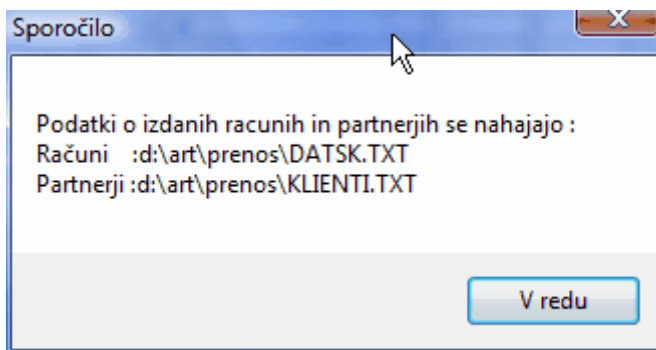 Sporočilo
Podatki o izdanih racunih in partnerjih se nahajajo :
Računi :d:\art\prenos\DATSK.TXT
Partnerji :d:\art\prenos\KLIENTI.TXT
V redu